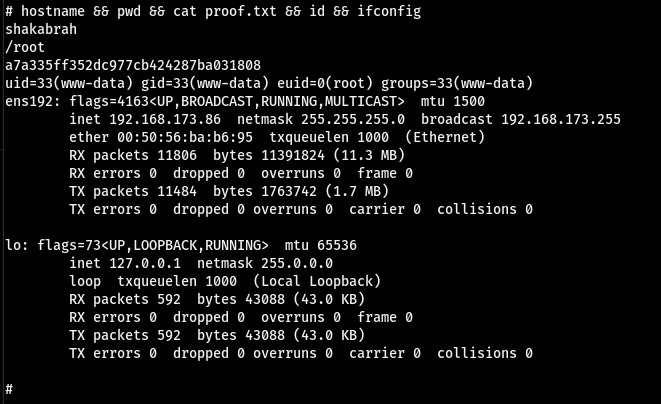 # hostname && pwd && cat proof.txt && id && ifconfig
shakabrah
/root
a7a335ff352dc977cb424287ba031808
uid=33(www-data) gid=33(www-data) euid=0(root) groups=33(www-data)
ens192: flags=4163<UP,BROADCAST,RUNNING,MULTICAST>  mtu 1500
        inet 192.168.173.86  netmask 255.255.255.0  broadcast 192.168.173.255
        ether 00:50:56:ba:b6:95  txqueuelen 1000  (Ethernet)
        RX packets 11806  bytes 11391824 (11.3 MB)
        RX errors 0  dropped 0  overruns 0  frame 0
        TX packets 11484  bytes 1763742 (1.7 MB)
        TX errors 0  dropped 0 overruns 0  carrier 0  collisions 0

lo: flags=73<UP,LOOPBACK,RUNNING>  mtu 65536
        inet 127.0.0.1  netmask 255.0.0.0
        loop  txqueuelen 1000  (Local Loopback)
        RX packets 592  bytes 43088 (43.0 KB)
        RX errors 0  dropped 0  overruns 0  frame 0
        TX packets 592  bytes 43088 (43.0 KB)
        TX errors 0  dropped 0 overruns 0  carrier 0  collisions 0

#